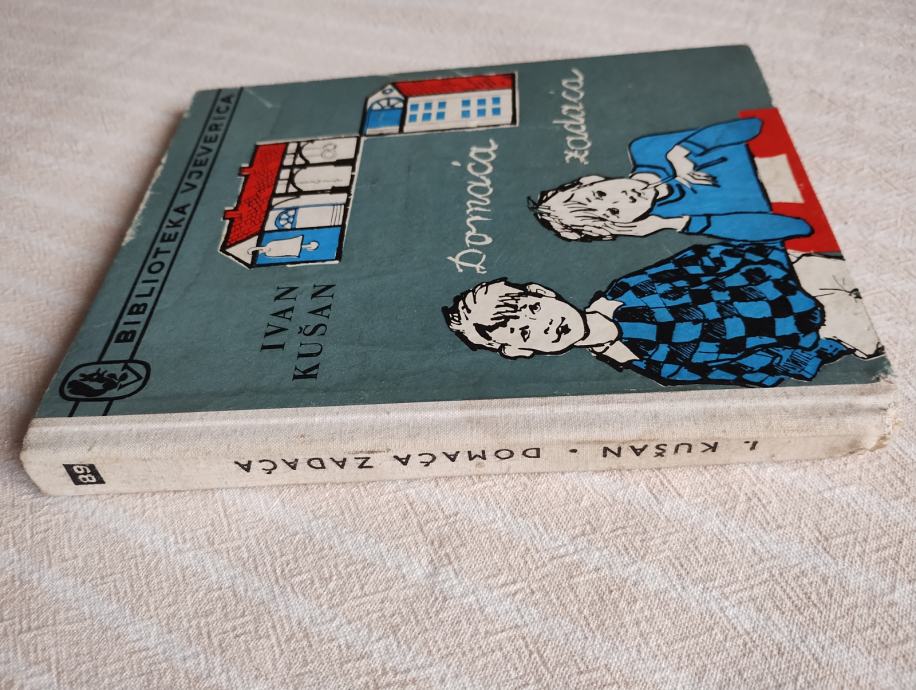 BIBLIOTEKA VJEVERICA
IVAN
KUŠAN
Domaća
zadaća
I. KUŠAN • DOMAĆA ZADAĆA
89